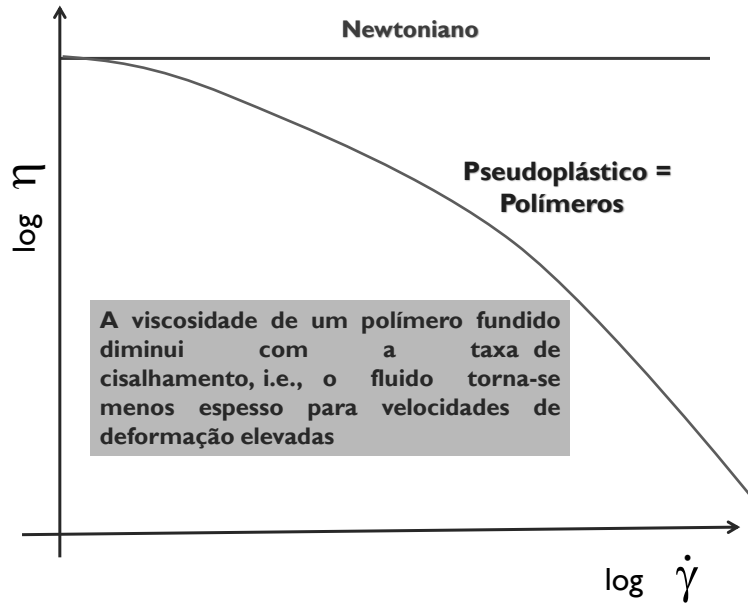 Newtoniano
log η
Pseudoplástico =
Polímeros
A viscosidade de um polímero fundido
diminui com a taxa de
cisalhamento, i.e., o fluido torna-se
menos espesso para velocidades de
deformação elevadas
log γ̇